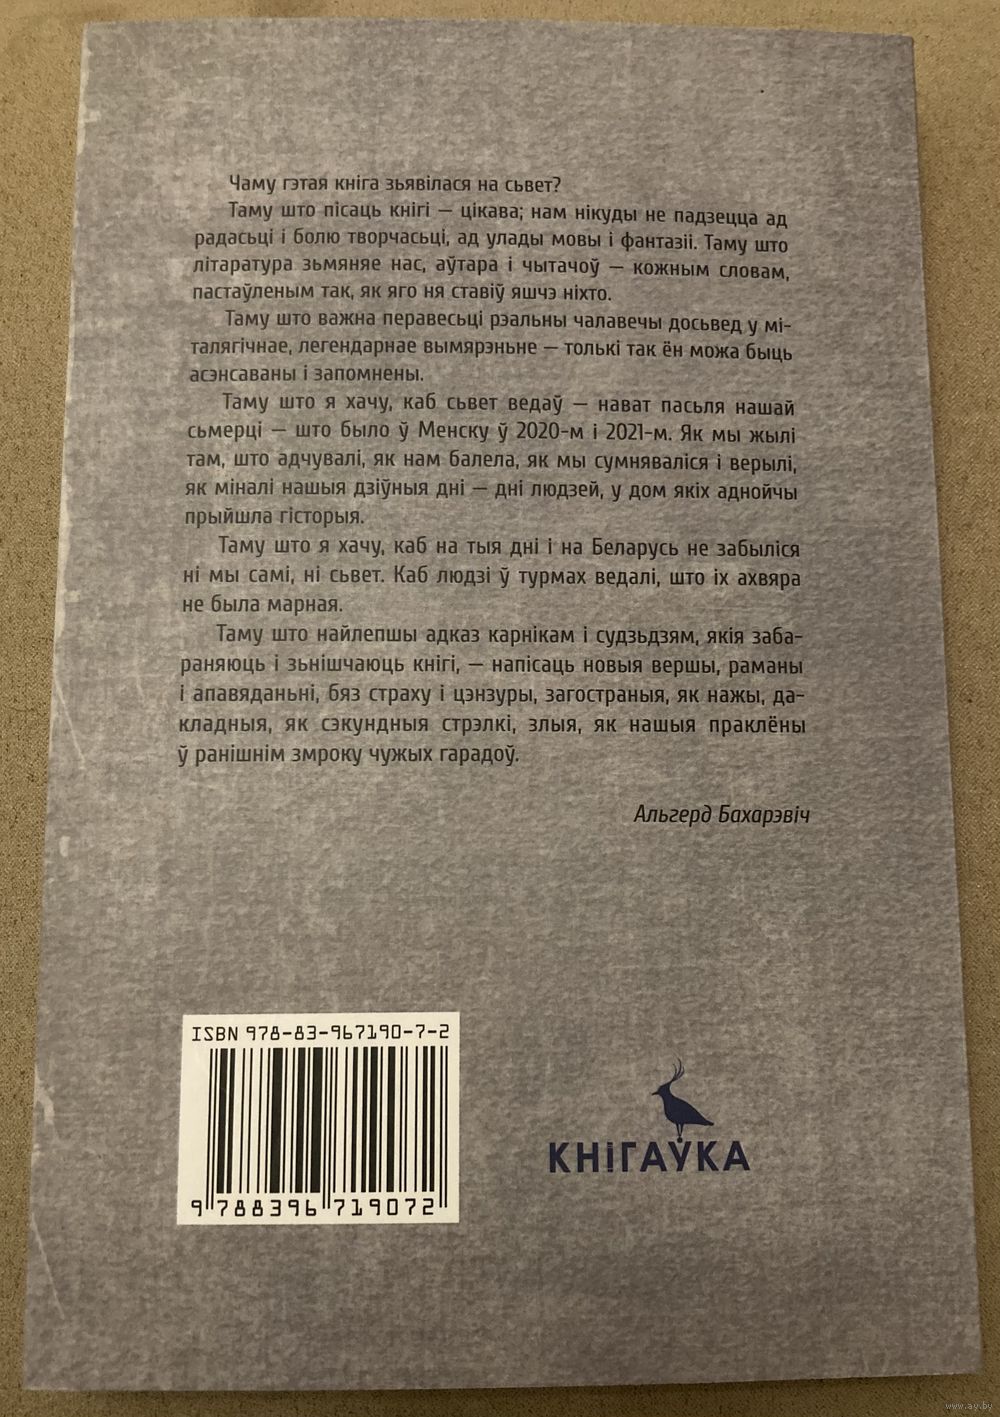 Чаму гэтая кніга зьявілася на сьвет?
Таму што пісаць кнігі — цікава; нам нікуды не падзецца ад
радасьці і болю творчасьці, ад улады мовы і фантазіі. Таму што
літаратура зьмяняе нас, аўтара і чытачоў — кожным словам,
пастаўленым так, як яго ня ставіў яшчэ ніхто.
Таму што важна перавесьці рэальны чалавечы досьвед у мі-
талягічнае, легендарнае вымярэньне — толькі так ён можа быць
асэнсаваны і запомнены.
Таму што я хачу, каб сьвет ведаў — нават пасьля нашай
сьмерці — што было ў Менску ў 2020-м і 2021-м. Як мы жылі
там, што адчувалі, як нам балела, як мы сумняваліся і верылі,
як міналі нашыя дзіўныя дні — дні людзей, у дом якіх аднойчы
прыйшла гісторыя.
Таму што я хачу, каб на тыя дні і на Беларусь не забыліся
ні мы самі, ні сьвет. Каб людзі ў турмах ведалі, што іх ахвяра
не была марная.
Таму што найлепшы адказ карнікам і судзьдзям, якія заба-
раняюць і зьнішчаюць кнігі, — напісаць новыя вершы, раманы
і апавяданьні, бяз страху і цэнзуры, загостраныя, як нажы, да-
кладныя, як сэкундныя стрэлкі, злыя, як нашыя праклёны
ў ранішнім змроку чужых гарадоў.
Альгерд Бахарэвіч
ISBN 978-83-967190-7-2
9 788396 719072
КНІГАЎКА
www.ay.by